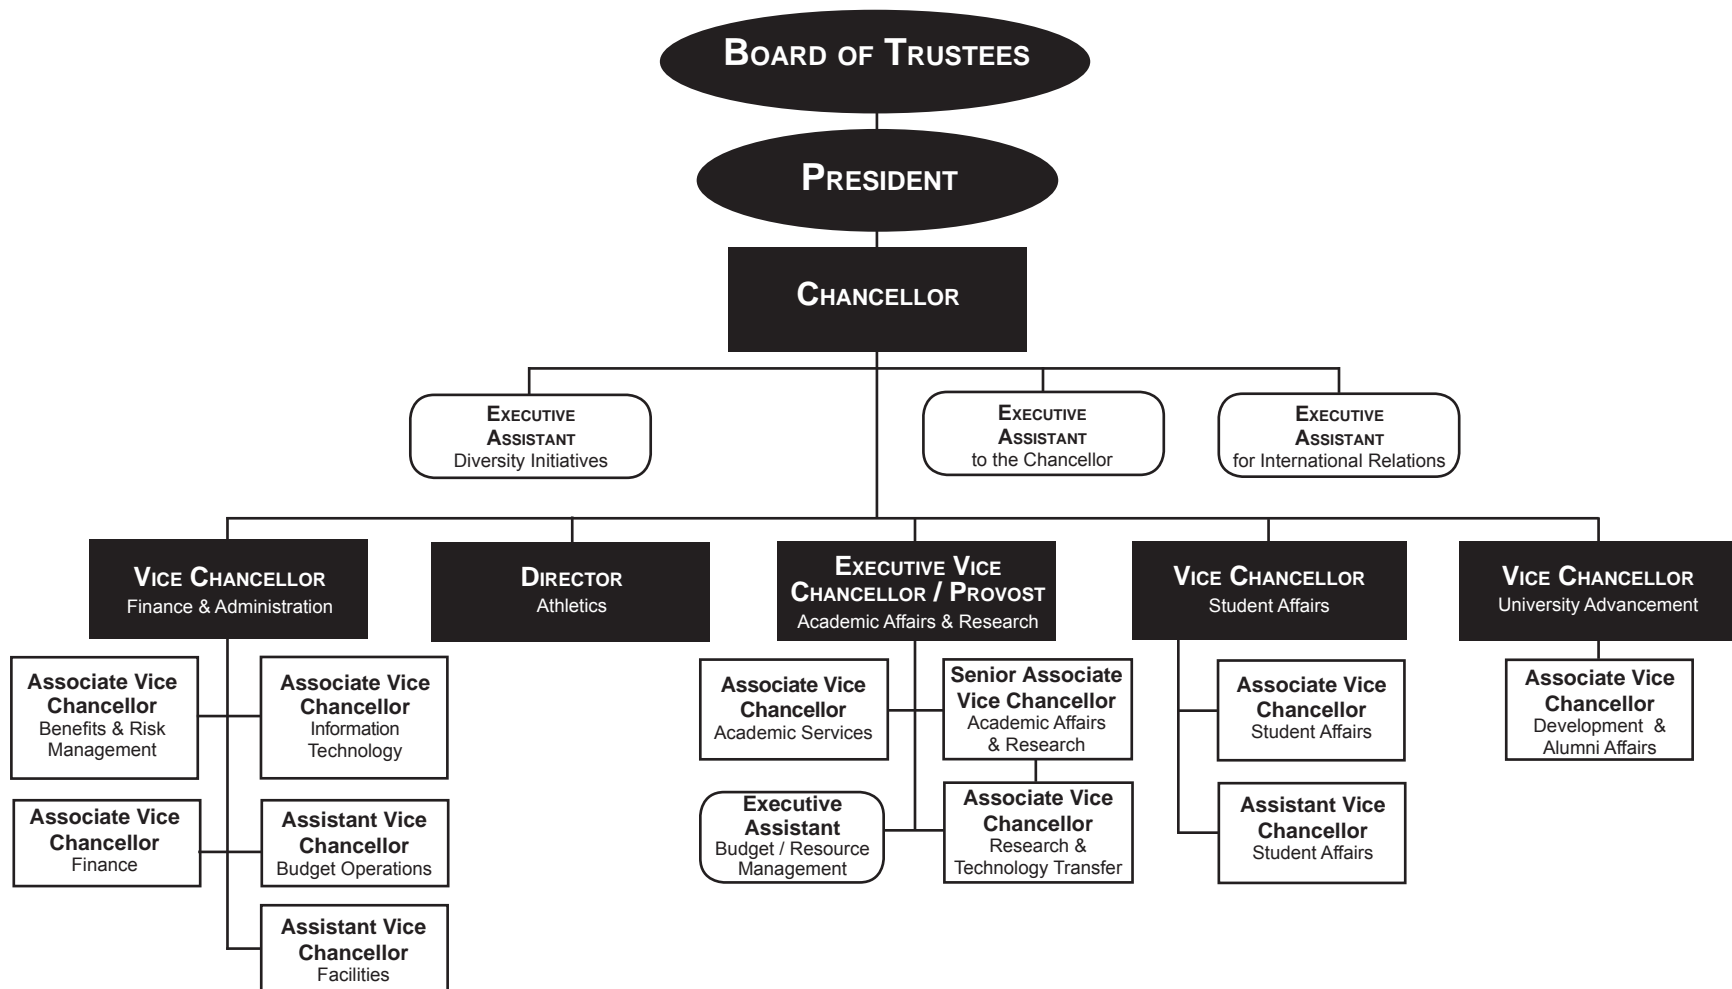 BOARD OF TRUSTEES
PRESIDENT
CHANCELLOR
EXECUTIVE
ASSISTANT
Diversity Initiatives
EXECUTIVE
ASSISTANT
to the Chancellor
EXECUTIVE
ASSISTANT
for International Relations
VICE CHANCELLOR
Finance & Administration
DIRECTOR
Athletics
EXECUTIVE VICE
CHANCELLOR / PROVOST
Academic Affairs & Research
VICE CHANCELLOR
Student Affairs
VICE CHANCELLOR
University Advancement
Associate Vice
Chancellor
Benefits & Risk
Management
Associate Vice
Chancellor
Information
Technology
Associate Vice
Chancellor
Finance
Assistant Vice
Chancellor
Budget Operations
Assistant Vice
Chancellor
Facilities
Associate Vice
Chancellor
Academic Services
Senior Associate
Vice Chancellor
Academic Affairs
& Research
Executive
Assistant
Budget / Resource
Management
Associate Vice
Chancellor
Research &
Technology Transfer
Associate Vice
Chancellor
Student Affairs
Assistant Vice
Chancellor
Student Affairs
Associate Vice
Chancellor
Development &
Alumni Affairs